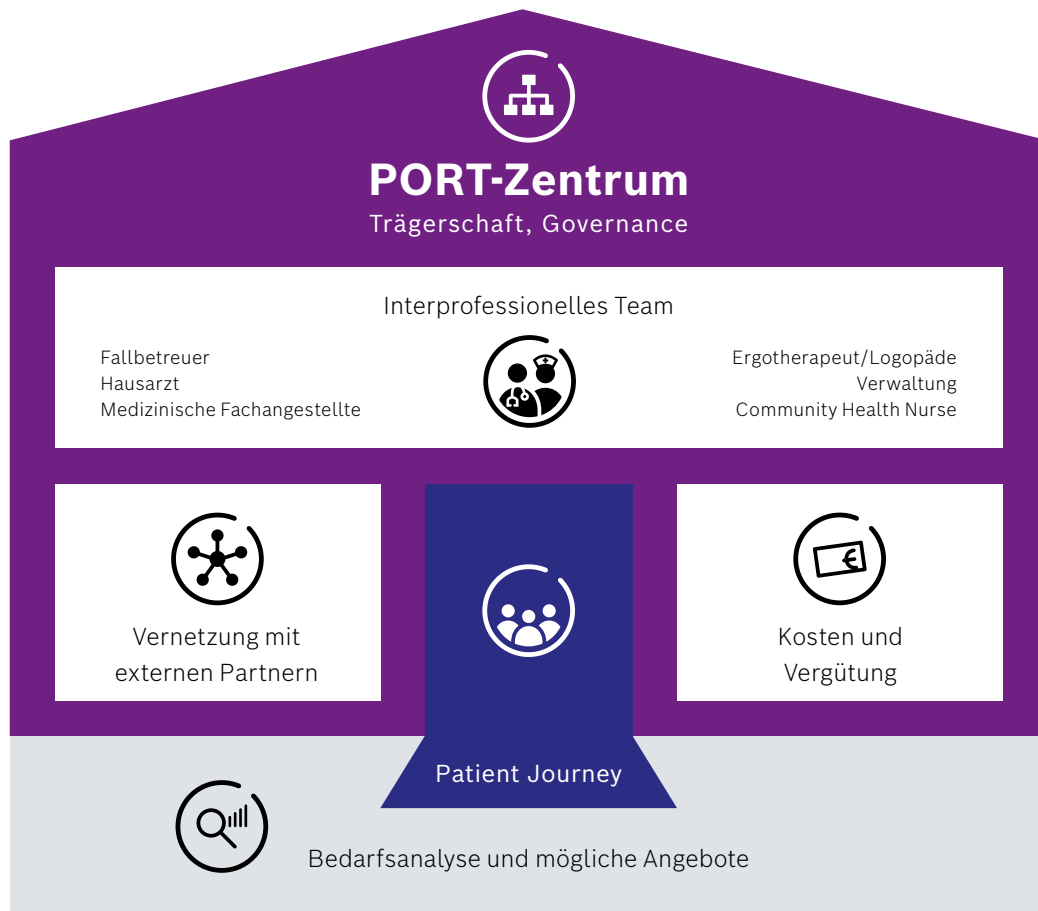 PORT-Zentrum
Trägerschaft, Governance
Interprofessionelles Team
Fallbetreuer
Hausarzt
Medizinische Fachangestellte
Ergotherapeut/Logopäde
Verwaltung
Community Health Nurse
Vernetzung mit
externen Partnern
Kosten und
Vergütung
€
Patient Journey
Bedarfsanalyse und mögliche Angebote